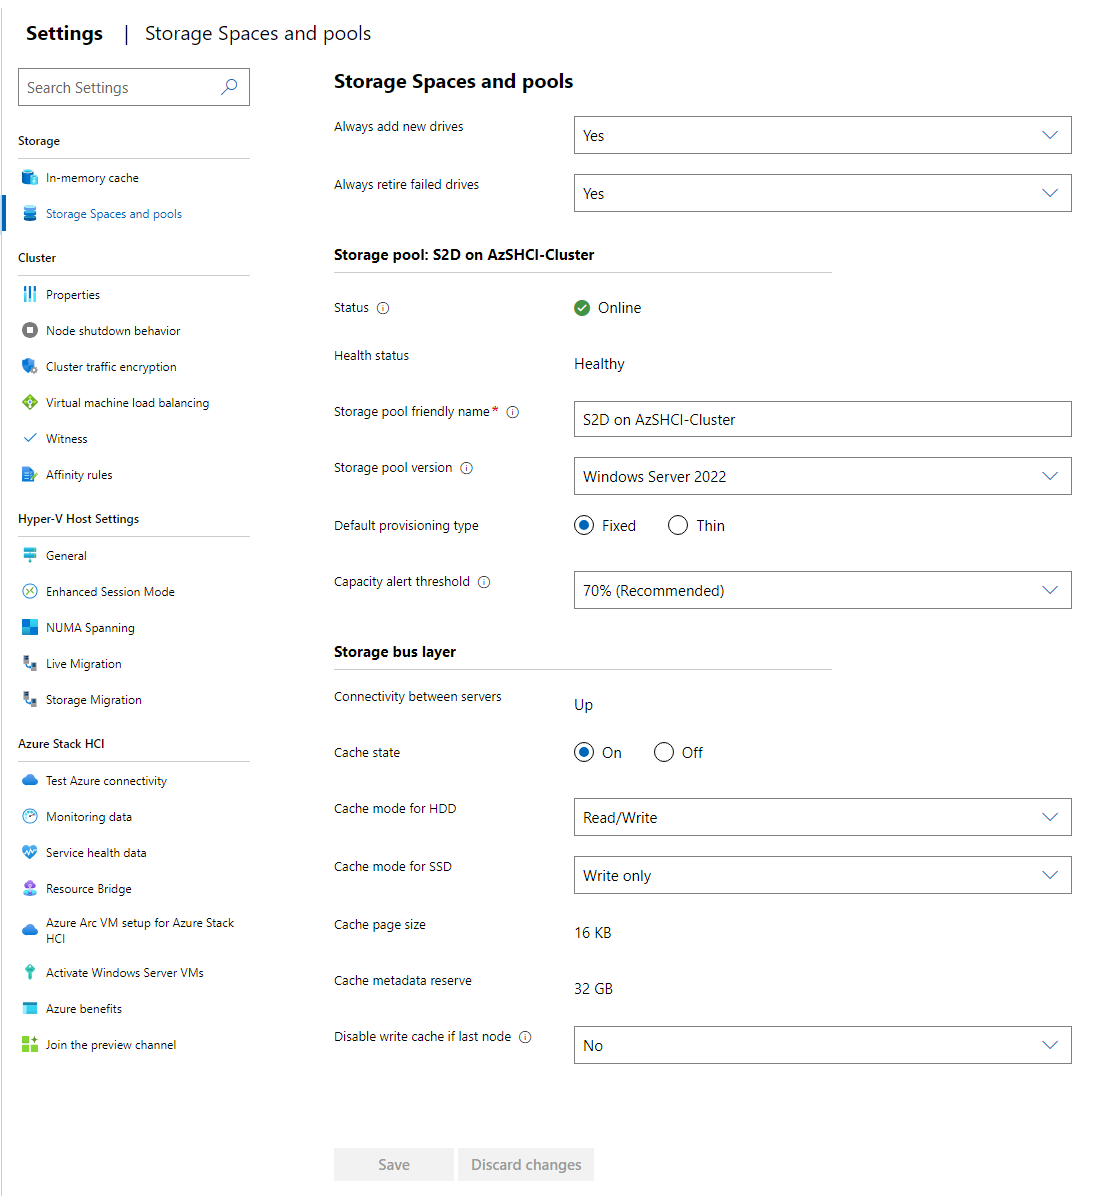 Settings | Storage Spaces and pools
Search Settings
Storage
In-memory cache
Storage Spaces and pools
Cluster
Properties
Node shutdown behavior
Cluster traffic encryption
Virtual machine load balancing
Witness
Affinity rules
Hyper-V Host Settings
General
Enhanced Session Mode
NUMA Spanning
Live Migration
Storage Migration
Azure Stack HCI
Test Azure connectivity
Monitoring data
Service health data
Resource Bridge
Azure Arc VM setup for Azure Stack
HCI
Activate Windows Server VMs
Azure benefits
Join the preview channel
Storage Spaces and pools
Always add new drives
Yes
Always retire failed drives
Yes
Storage pool: S2D on AzSHCI-Cluster
Status
Online
Health status
Healthy
Storage pool friendly name*
S2D on AzSHCI-Cluster
Storage pool version
Windows Server 2022
Default provisioning type
Fixed Thin
Capacity alert threshold
70% (Recommended)
Storage bus layer
Connectivity between servers
Up
Cache state
On Off
Cache mode for HDD
Read/Write
Cache mode for SSD
Write only
Cache page size
16 KB
Cache metadata reserve
32 GB
Disable write cache if last node
No
Save Discard changes